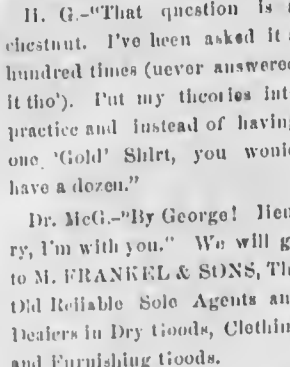 H. G.-"That question is a
chestnut. I've been asked it a
hundred times (never answered
it tho'). Put my theories int
practice and instead of having
one 'Gold' Shirt, you would
have a dozen."
Dr. McG.-"By George! Hen
ry, I'm with you." We will g
to M. FRANKEL & SONS, Th
Old Reliable Sole Agents an
Dealers in Dry Goods, Clothin
and Furnishing Goods.